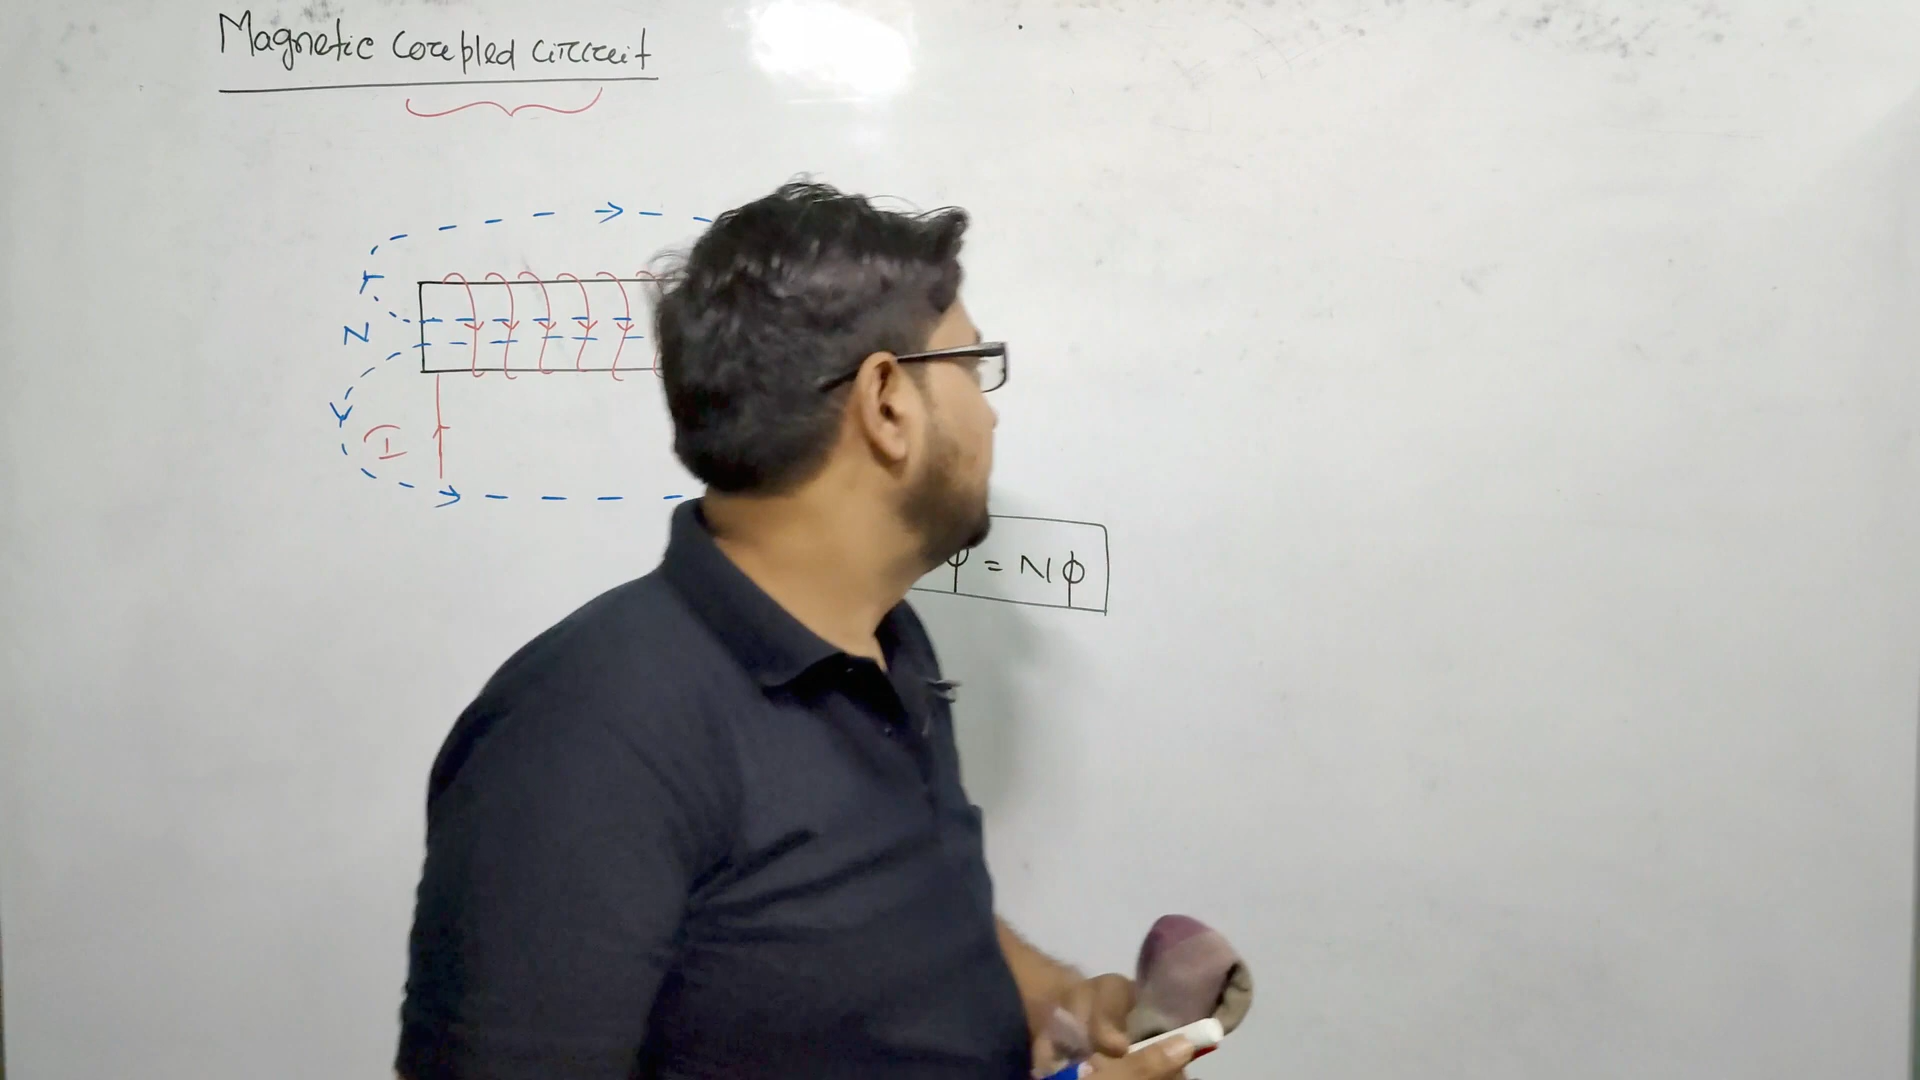 Magnetic Coupled circuit
N
I
ψ = Nφ